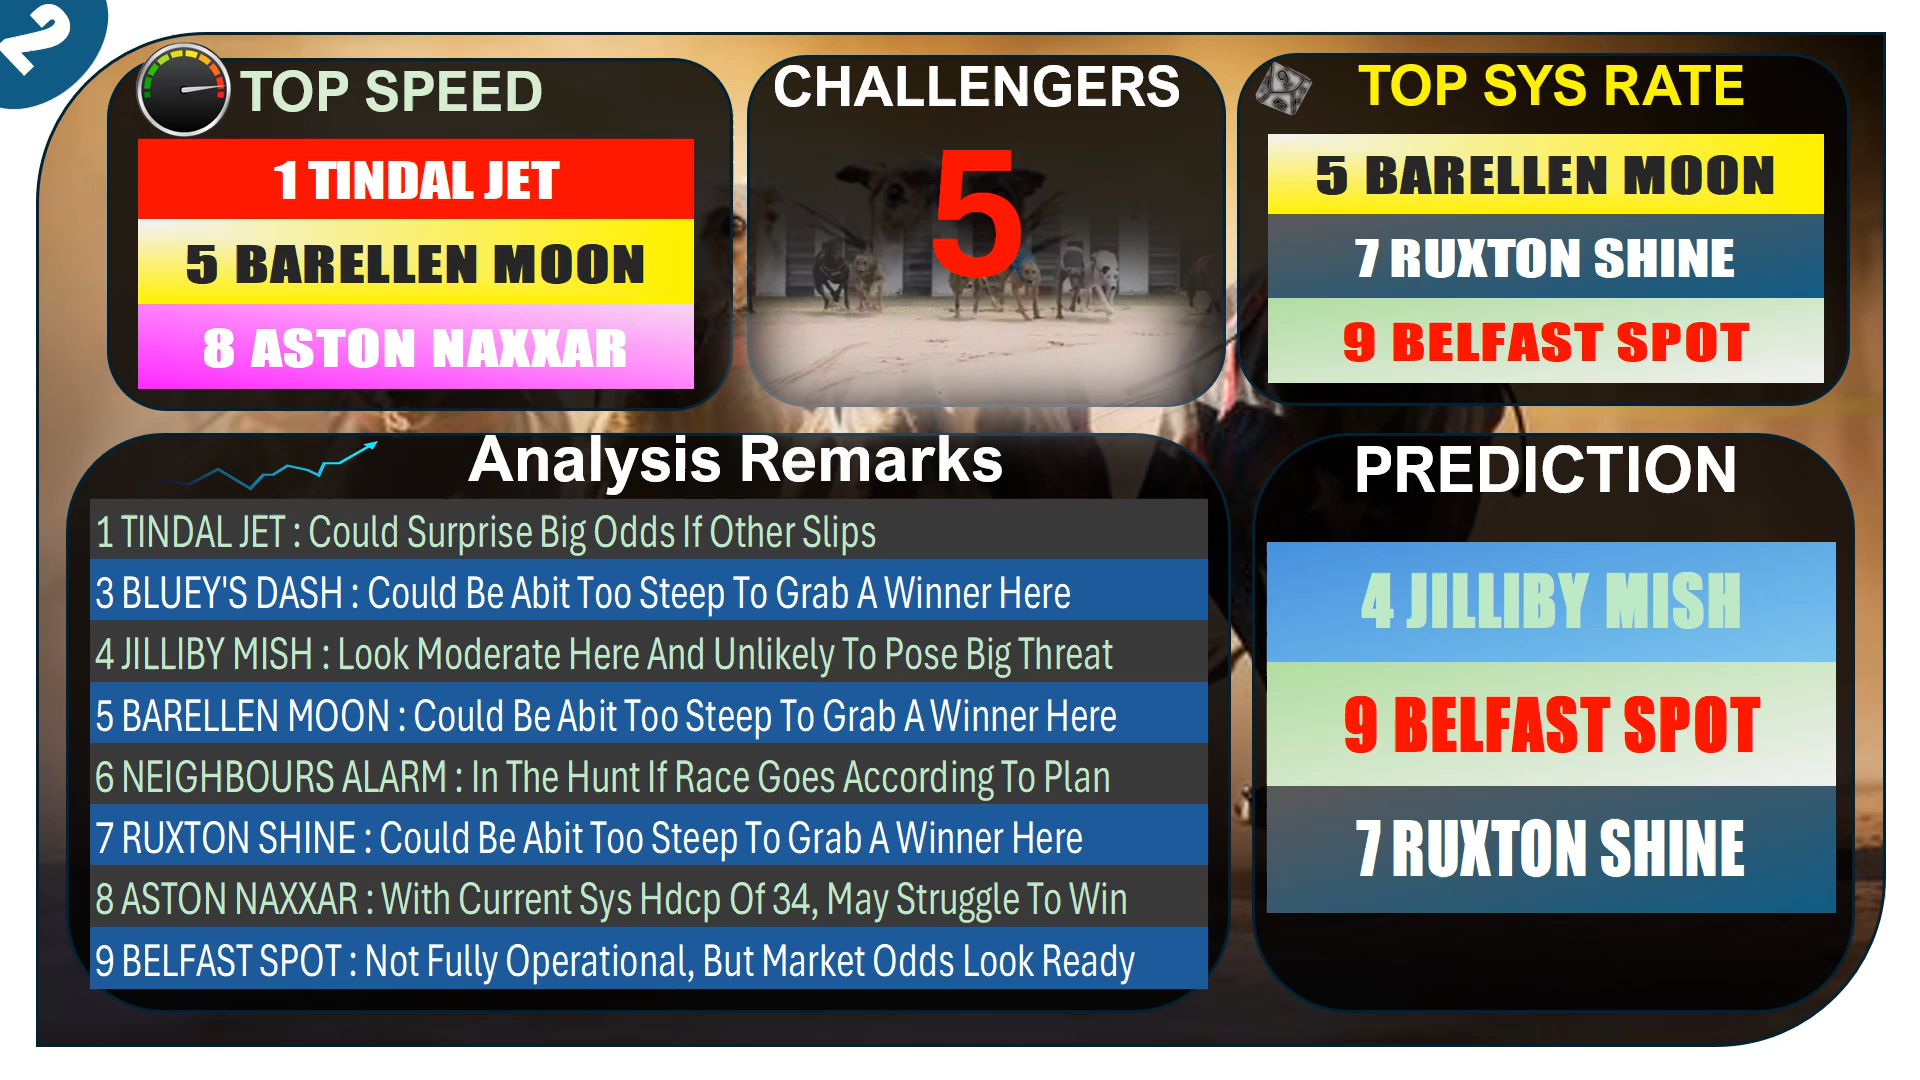 2
TOP SPEED
1 TINDAL JET
5 BARELLEN MOON
8 ASTON NAXXAR
CHALLENGERS
5
TOP SYS RATE
5 BARELLEN MOON
7 RUXTON SHINE
9 BELFAST SPOT
Analysis Remarks
1 TINDAL JET : Could Surprise Big Odds If Other Slips
3 BLUEY'S DASH : Could Be Abit Too Steep To Grab A Winner Here
4 JILLIBY MISH : Look Moderate Here And Unlikely To Pose Big Threat
5 BARELLEN MOON : Could Be Abit Too Steep To Grab A Winner Here
6 NEIGHBOURS ALARM : In The Hunt If Race Goes According To Plan
7 RUXTON SHINE : Could Be Abit Too Steep To Grab A Winner Here
8 ASTON NAXXAR : With Current Sys Hdcp Of 34, May Struggle To Win
9 BELFAST SPOT : Not Fully Operational, But Market Odds Look Ready
PREDICTION
4 JILLIBY MISH
9 BELFAST SPOT
7 RUXTON SHINE